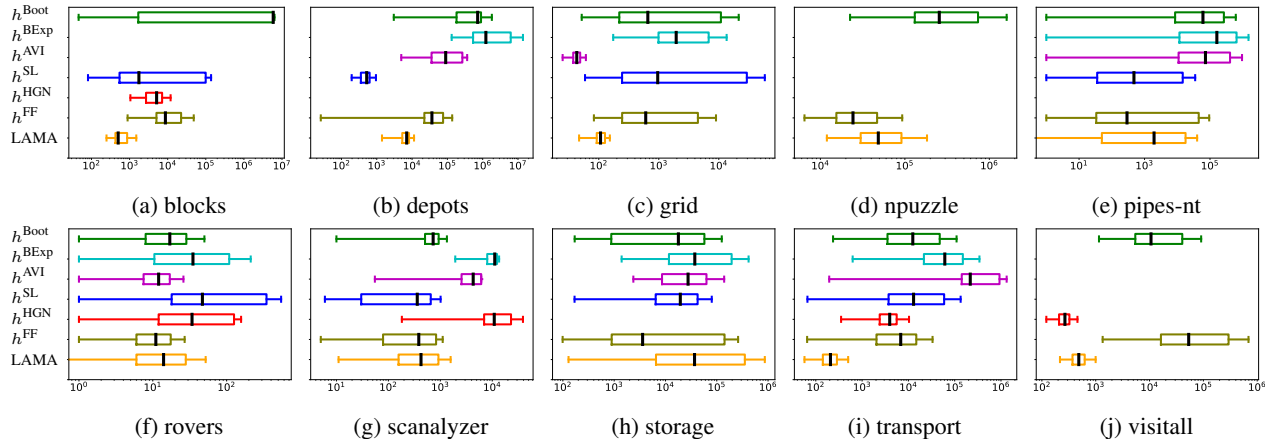 h^Boot
h^BExp
h^AVI
h^SL
h^HGN
h^FF
LAMA
10^2 10^3 10^4 10^5 10^6 10^7
10^2 10^3 10^4 10^5 10^6 10^7
10^2 10^3 10^4
10^4 10^5 10^6
10^1 10^3 10^5
(a) blocks (b) depots (c) grid (d) npuzzle (e) pipes-nt
h^Boot
h^BExp
h^AVI
h^SL
h^HGN
h^FF
LAMA
10^0 10^1 10^2
10^1 10^2 10^3 10^4
10^2 10^3 10^4 10^5 10^6
10^2 10^3 10^4 10^5 10^6
10^2 10^3 10^4 10^5 10^6
(f) rovers (g) scanalyzer (h) storage (i) transport (j) visitall